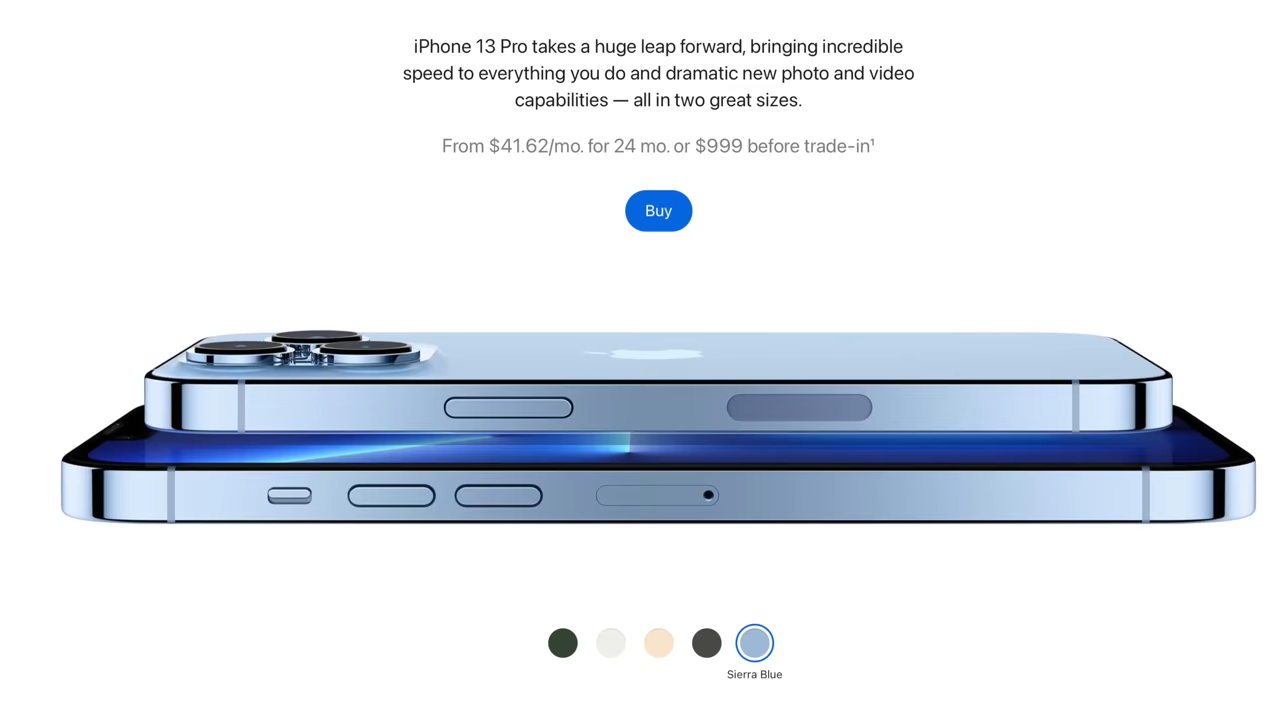 iPhone 13 Pro takes a huge leap forward, bringing incredible
speed to everything you do and dramatic new photo and video
capabilities — all in two great sizes.
From $41.62/mo. for 24 mo. or $999 before trade-in¹
Buy
Sierra Blue